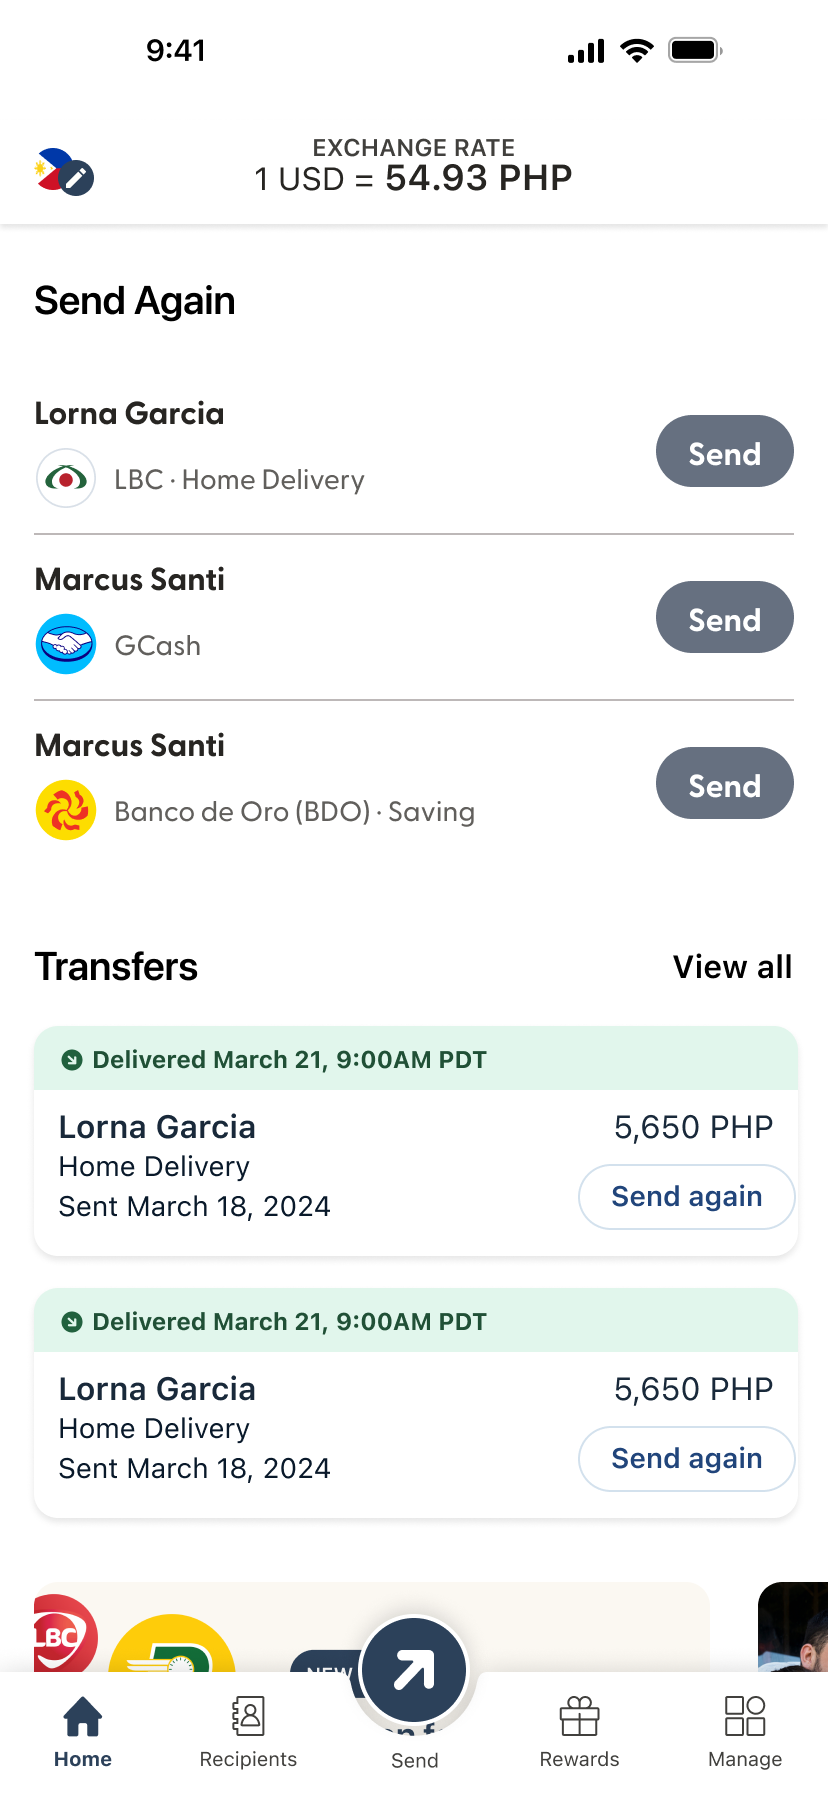 9:41
EXCHANGE RATE
1 USD = 54.93 PHP
Send Again
Lorna Garcia
LBC · Home Delivery
Send
Marcus Santi
GCash
Send
Marcus Santi
Banco de Oro (BDO) · Saving
Send
Transfers
View all
Delivered March 21, 9:00AM PDT
Lorna Garcia
5,650 PHP
Home Delivery
Sent March 18, 2024
Send again
Delivered March 21, 9:00AM PDT
Lorna Garcia
5,650 PHP
Home Delivery
Sent March 18, 2024
Send again
LBC
NEW
Home
Recipients
Send
Rewards
Manage